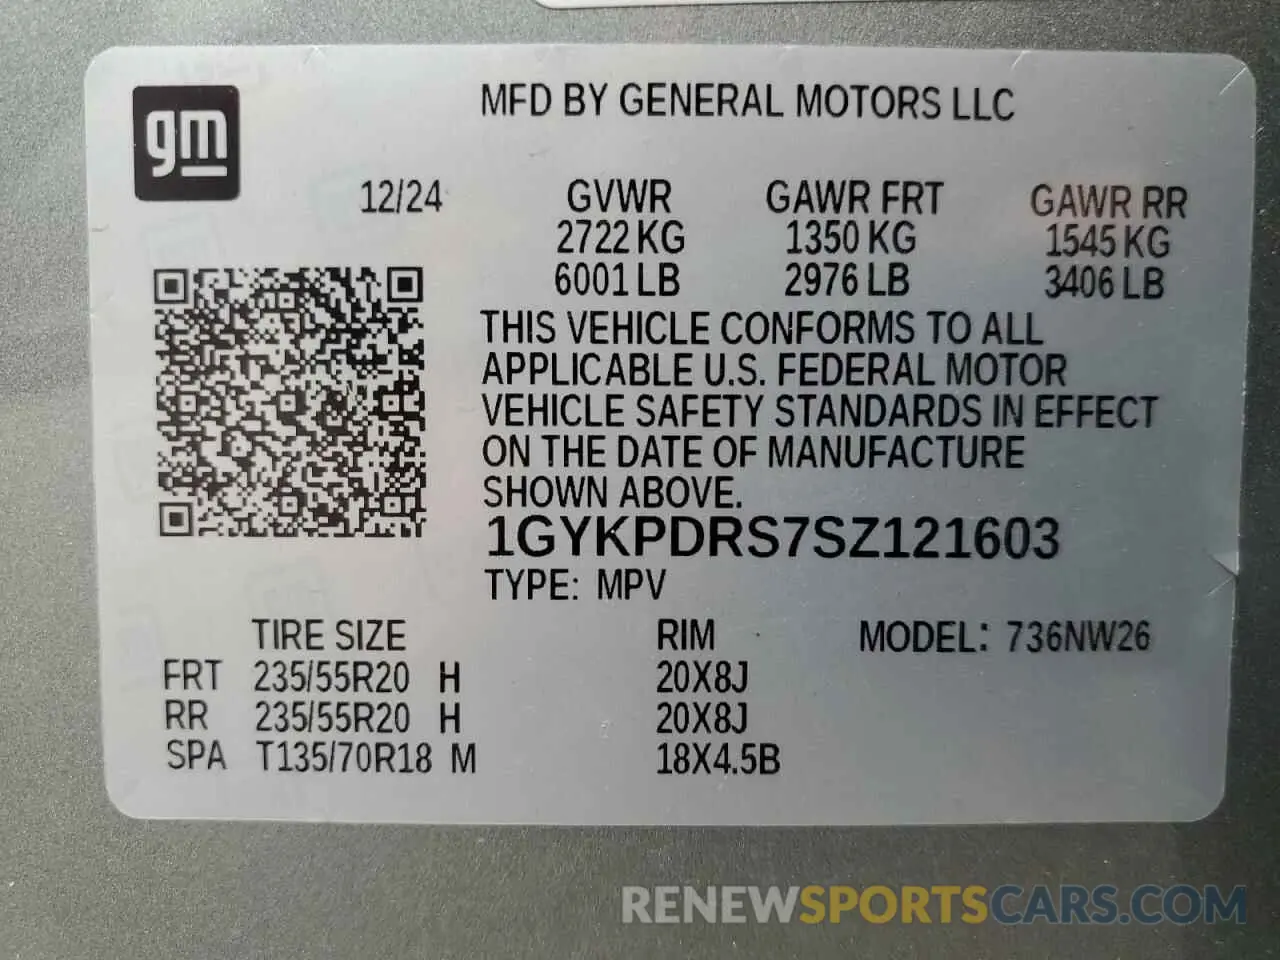 gm
MFD BY GENERAL MOTORS LLC
12/24 GVWR GAWR FRT GAWR RR
2722 KG 1350 KG 1545 KG
6001 LB 2976 LB 3406 LB
THIS VEHICLE CONFORMS TO ALL
APPLICABLE U.S. FEDERAL MOTOR
VEHICLE SAFETY STANDARDS IN EFFECT
ON THE DATE OF MANUFACTURE
SHOWN ABOVE.
1GYKPDRS7SZ121603
TYPE: MPV
TIRE SIZE RIM MODEL: 736NW26
FRT 235/55R20 H 20X8J
RR 235/55R20 H 20X8J
SPA T135/70R18 M 18X4.5B
RENEWSPORTSCARS.COM